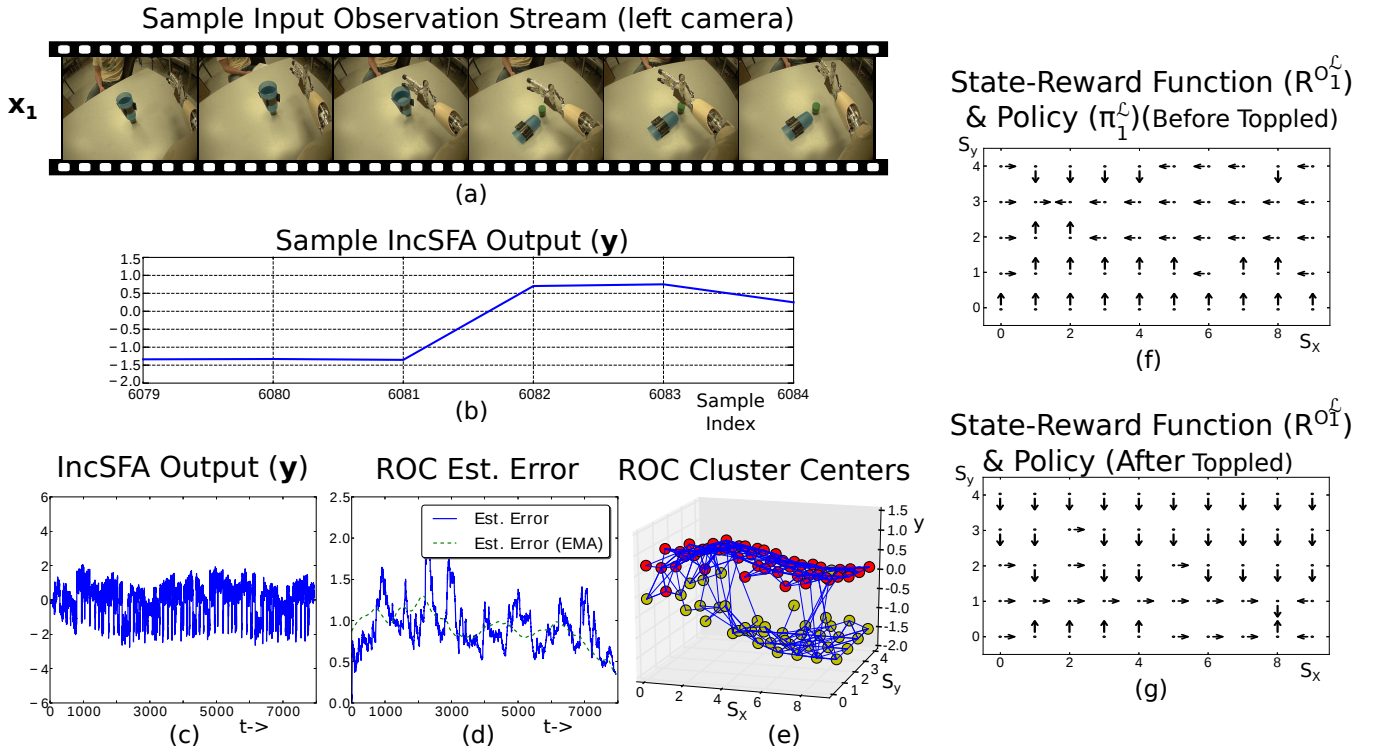 Sample Input Observation Stream (left camera)
x₁
(a)
Sample IncSFA Output (y)
1.5
1.0
0.5
0.0
−0.5
−1.0
−1.5
−2.0
6079 6080 6081 6082 6083 6084
Sample
Index
(b)
IncSFA Output (y)
6
4
2
0
−2
−4
−6
0 1000 3000 5000 7000
t->
(c)
ROC Est. Error
2.5
2.0
1.5
1.0
0.5
0.0
Est. Error
Est. Error (EMA)
0 1000 3000 5000 7000
t->
(d)
ROC Cluster Centers
y
1.5
1.0
0.5
0.0
−0.5
−1.0
−1.5
−2.0
0 2 4 6 8
Sₓ
0 1 2 3 4
S_y
(e)
State-Reward Function (R^{O_1^ℒ})
& Policy (π_1^ℒ)(Before Toppled)
S_y
4
3
2
1
0
0 2 4 6 8
S_X
(f)
State-Reward Function (R^{O_1^ℒ})
& Policy (After Toppled)
S_y
4
3
2
1
0
0 2 4 6 8
S_X
(g)